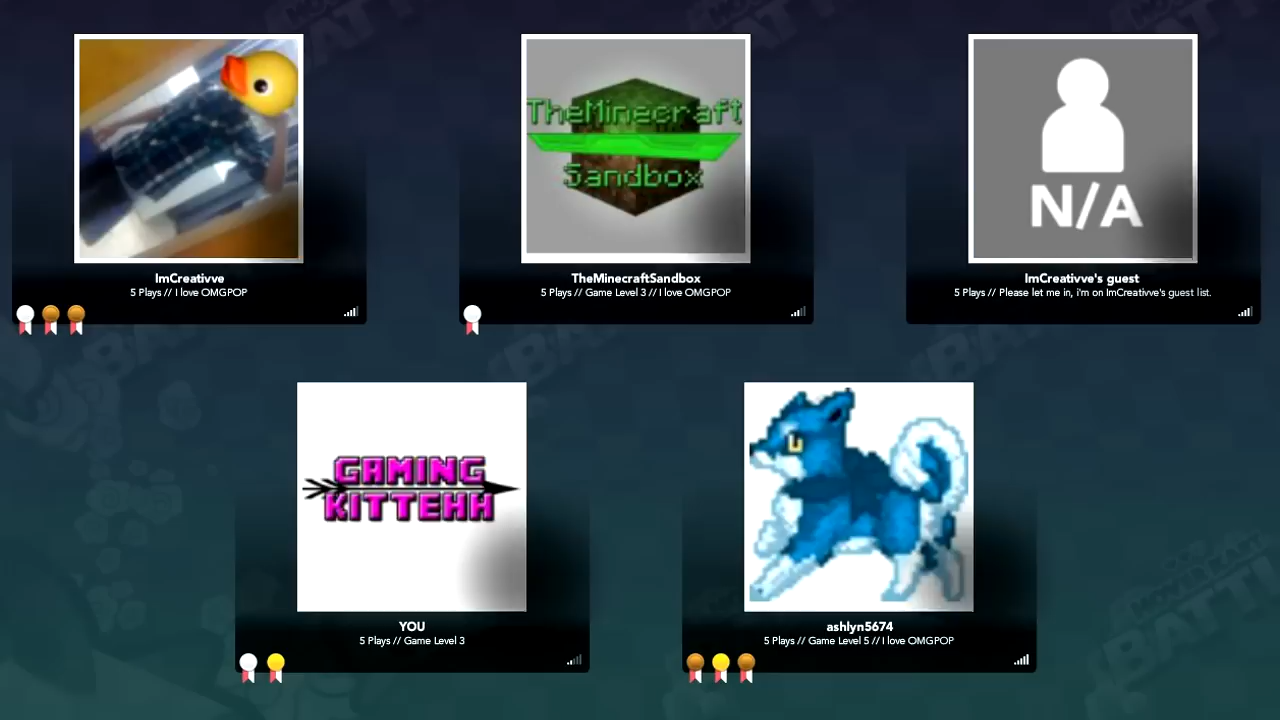 TheMinecraft
Sandbox
N/A
ImCreativve
5 Plays // I love OMGPOP
TheMinecraftSandbox
5 Plays // Game Level 3 // I love OMGPOP
ImCreativve's guest
5 Plays // Please let me in, i'm on ImCreativve's guest list.
GAMING
KITTEHH
YOU
5 Plays // Game Level 3
ashlyn5674
5 Plays // Game Level 5 // I love OMGPOP